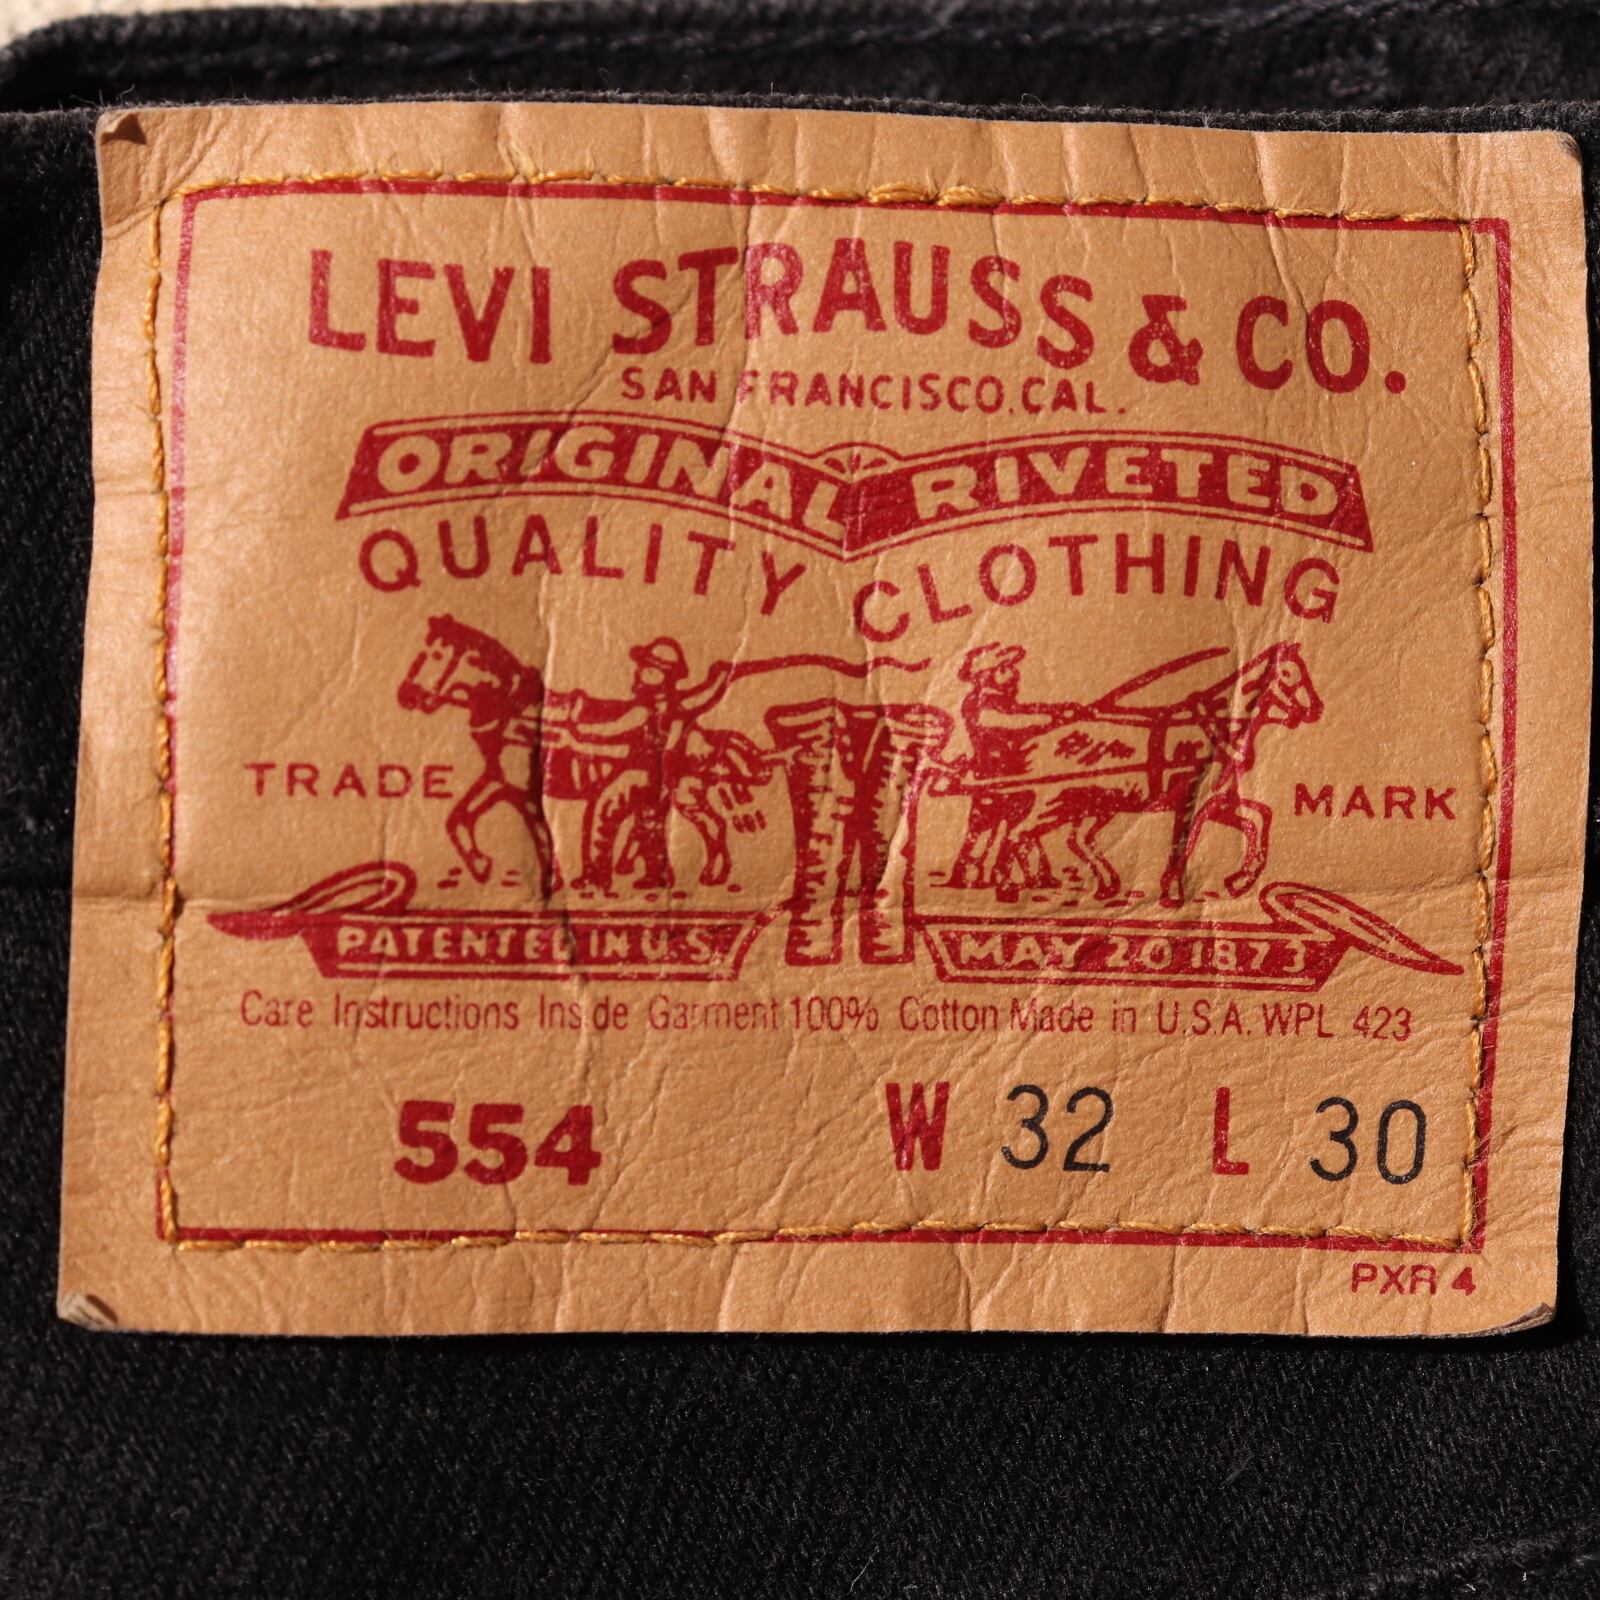 LEVI STRAUSS & CO.
SAN FRANCISCO, CAL.
ORIGINAL RIVETED
QUALITY CLOTHING
TRADE MARK
PATENTED IN U.S. MAY 20 1873
Care Instructions Inside Garment 100% Cotton Made in U.S.A. WPL 423
554 W 32 L 30
PXR 4